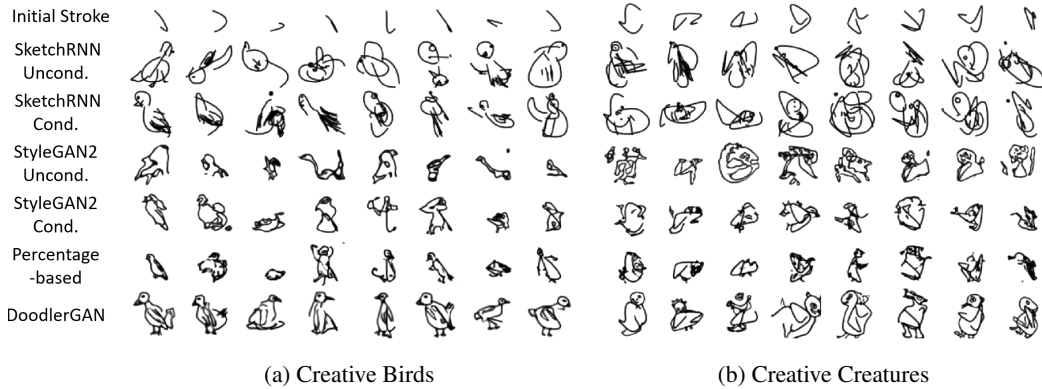 Initial Stroke
SketchRNN
Uncond.
SketchRNN
Cond.
StyleGAN2
Uncond.
StyleGAN2
Cond.
Percentage
-based
DoodlerGAN
(a) Creative Birds
(b) Creative Creatures